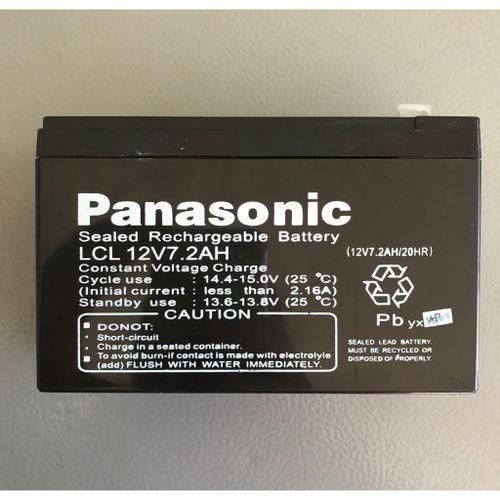 Panasonic
Sealed Rechargeable Battery
LCL 12V7.2AH
(12V7.2AH/20HR)
Constant Voltage Charge
Cycle use : 14.4-15.0V (25 °C)
(Initial current : less than 2.16A)
Standby use : 13.6-13.8V (25 °C)
CAUTION
DONOT:
Short-circuit
Charge in a sealed container.
To avoid burn-if contact is made with electrolyle
(add) FLUSH WITH WATER IMMEDIATELY.
Pb yx
SEALED LEAD BATTERY
MUST BE RECYCLED OR
DISPOSED OF PROPERLY